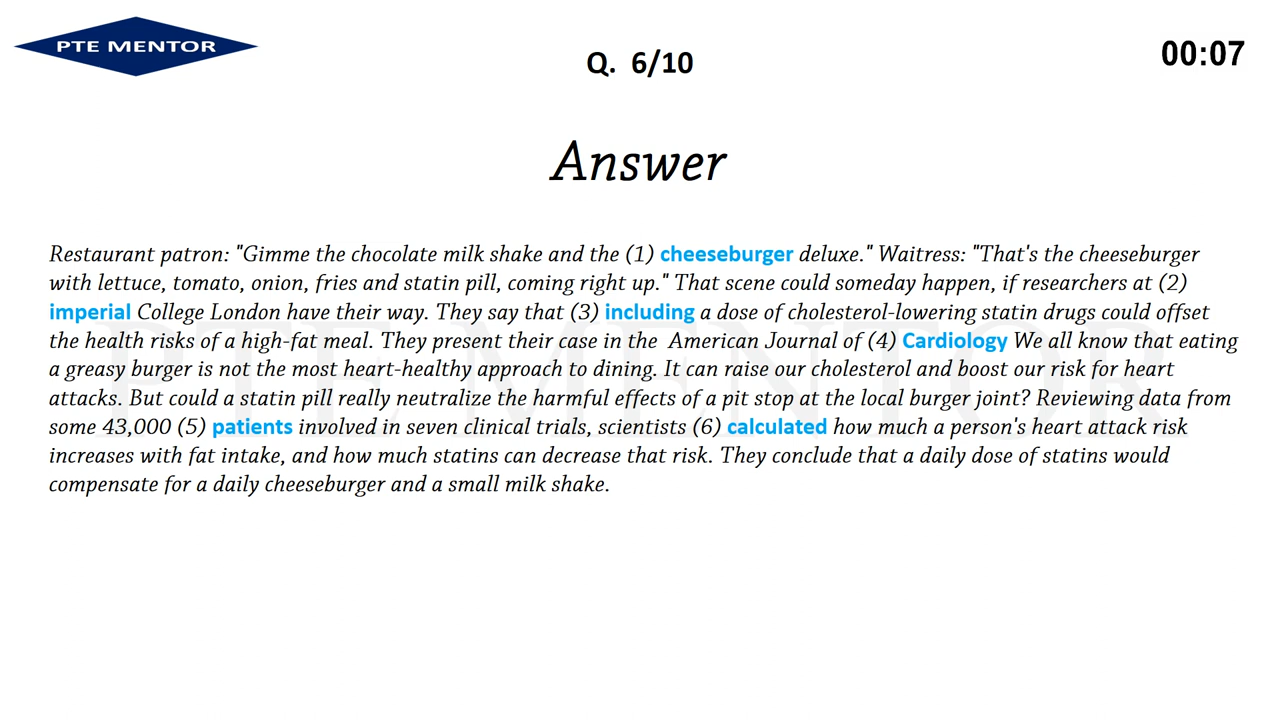 PTE MENTOR
Q. 6/10
00:07
Answer
Restaurant patron: "Gimme the chocolate milk shake and the (1) cheeseburger deluxe." Waitress: "That's the cheeseburger
with lettuce, tomato, onion, fries and statin pill, coming right up." That scene could someday happen, if researchers at (2)
imperial College London have their way. They say that (3) including a dose of cholesterol-lowering statin drugs could offset
the health risks of a high-fat meal. They present their case in the American Journal of (4) Cardiology We all know that eating
a greasy burger is not the most heart-healthy approach to dining. It can raise our cholesterol and boost our risk for heart
attacks. But could a statin pill really neutralize the harmful effects of a pit stop at the local burger joint? Reviewing data from
some 43,000 (5) patients involved in seven clinical trials, scientists (6) calculated how much a person's heart attack risk
increases with fat intake, and how much statins can decrease that risk. They conclude that a daily dose of statins would
compensate for a daily cheeseburger and a small milk shake.
PTE MENTOR